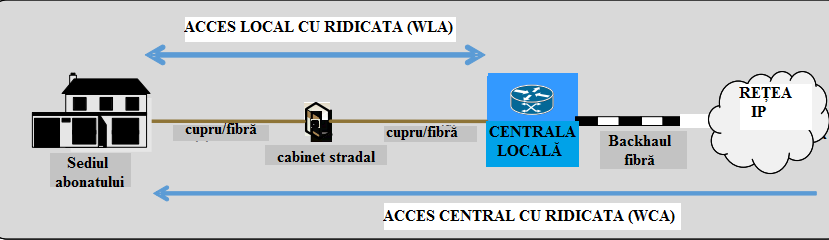 ACCES LOCAL CU RIDICATA (WLA)
cupru/fibră
cupru/fibră
Sediul
abonatului
cabinet stradal
CENTRALA
LOCALĂ
Backhaul
fibră
REȚEA
IP
ACCES CENTRAL CU RIDICATA (WCA)